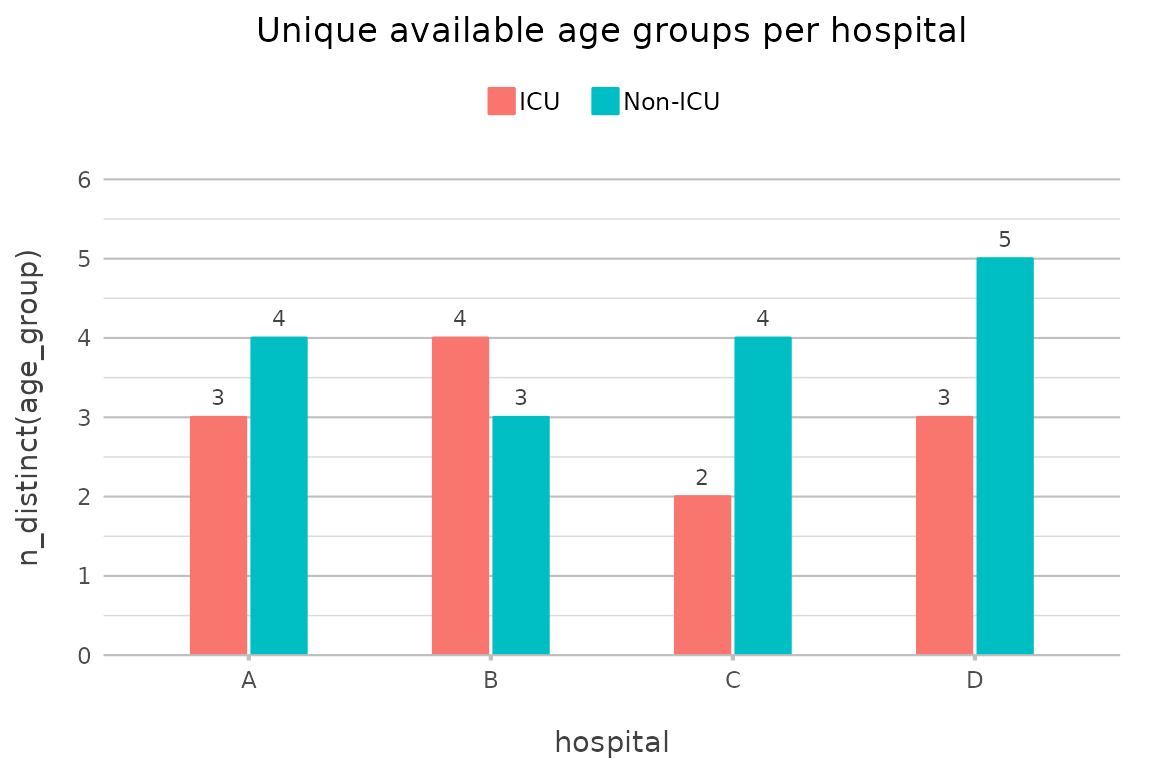 Unique available age groups per hospital
ICU Non-ICU
n_distinct(age_group)
6
5
4
3
2
1
0
3 4 4 3 2 4 3 5
A B C D
hospital